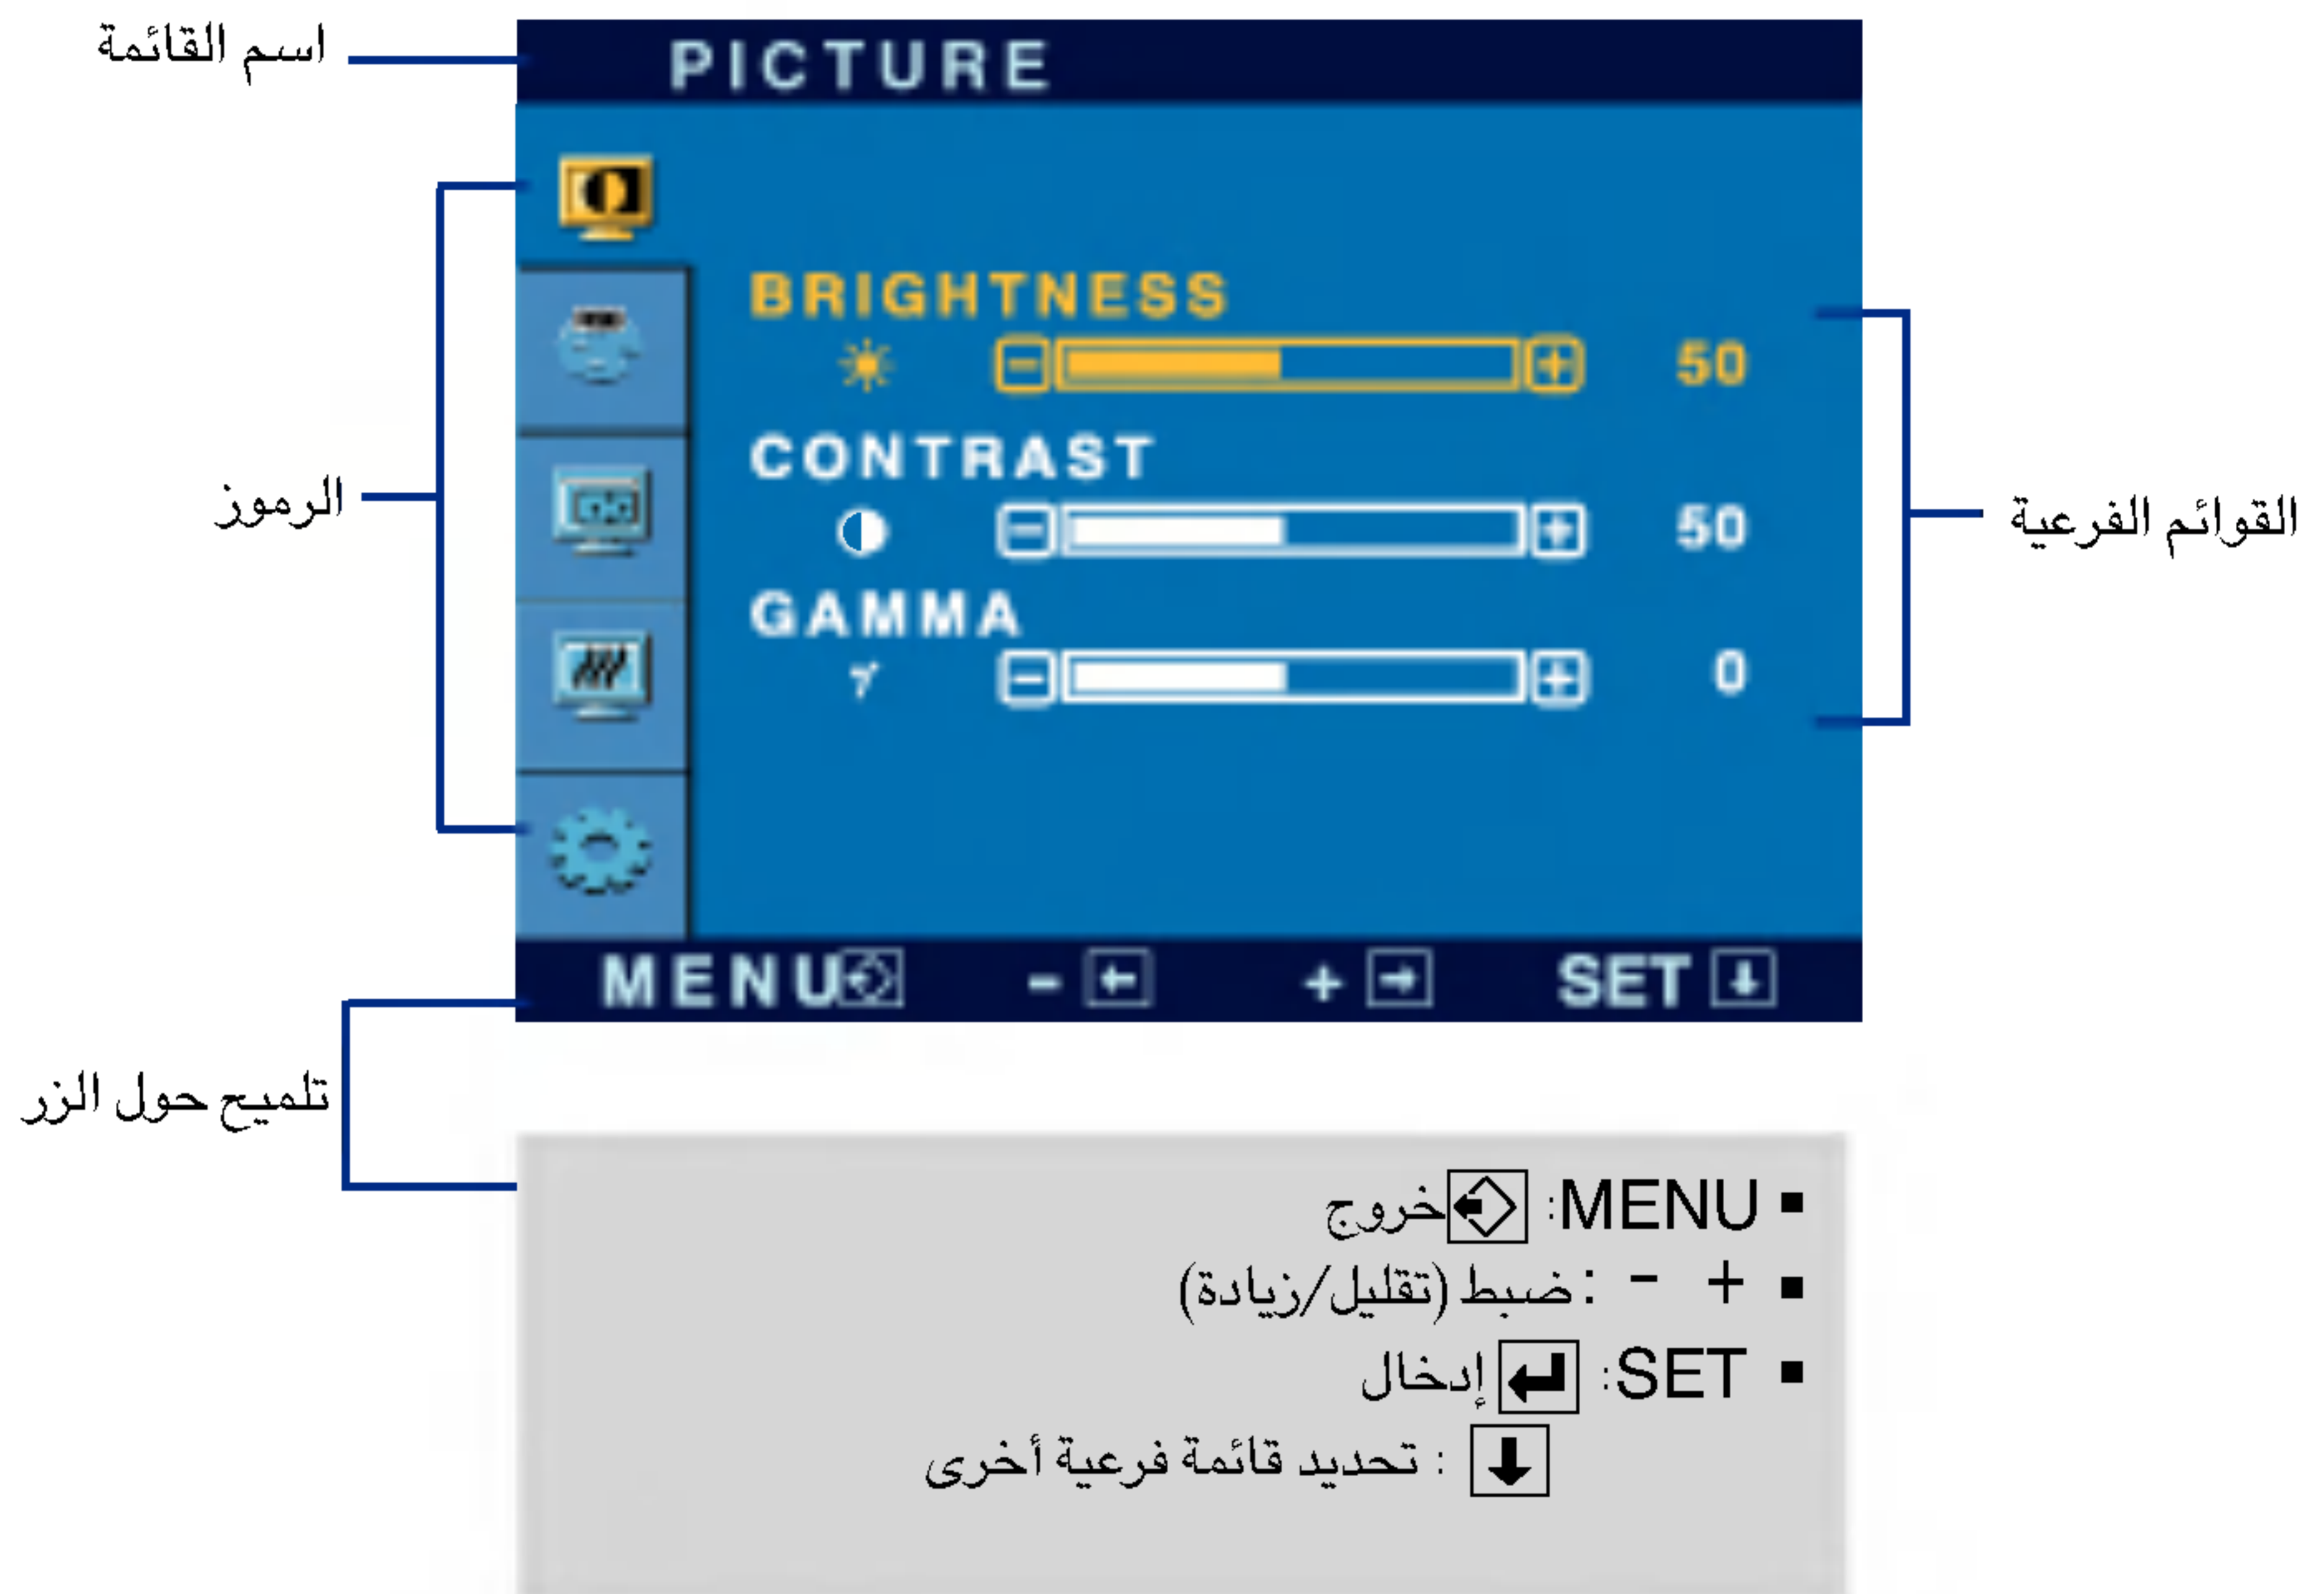 اسم القائمة
PICTURE
BRIGHTNESS
- + 50
CONTRAST
- + 50
GAMMA
γ - + 0
الرموز
القوائم الفرعية
MENU - ← + → SET ↓
تلميح حول الزر
▪ MENU: خروج
▪ + - : ضبط (تقليل/زيادة)
▪ SET: ↵ إدخال
↓ : تحديد قائمة فرعية أخرى